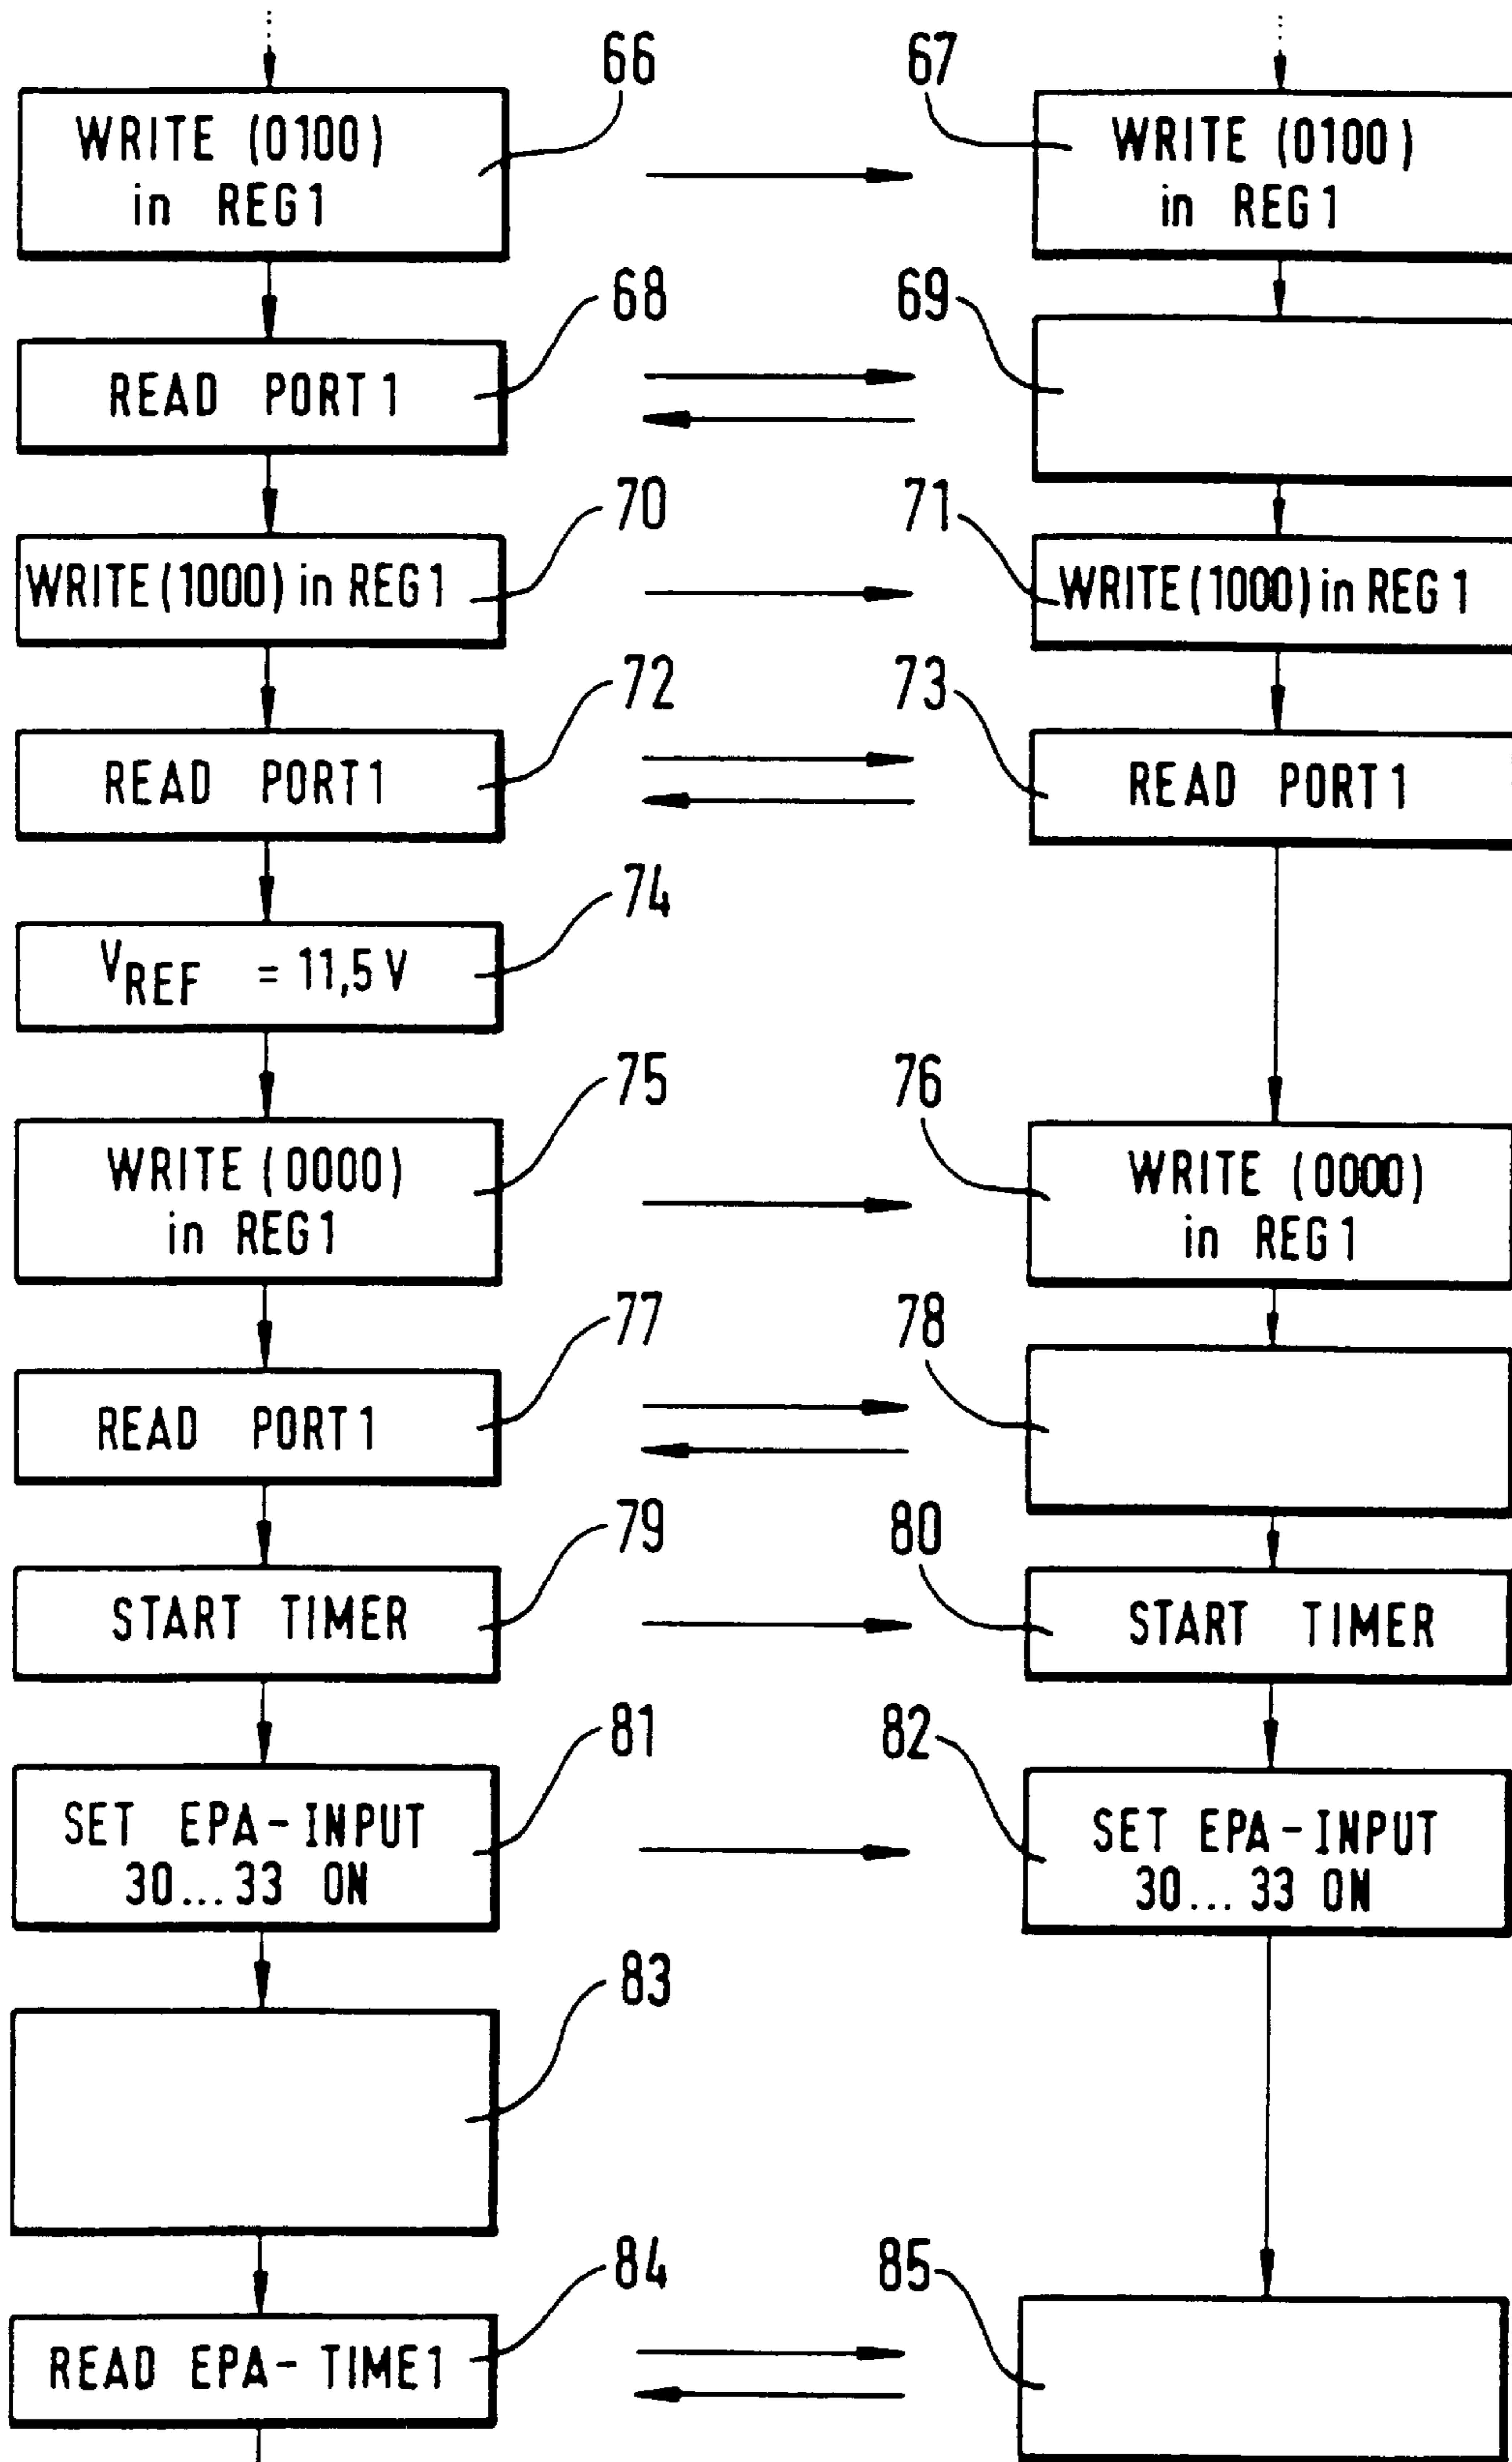 66
67
WRITE (0100)
in REG1
WRITE (0100)
in REG1
68
69
READ PORT1
70
71
WRITE(1000) in REG1
WRITE(1000) in REG1
72
73
READ PORT1
READ PORT1
74
VREF = 11,5 V
75
76
WRITE (0000)
in REG1
WRITE (0000)
in REG1
77
78
READ PORT1
79
80
START TIMER
START TIMER
81
82
SET EPA-INPUT
30...33 ON
SET EPA-INPUT
30...33 ON
83
84
85
READ EPA-TIME1